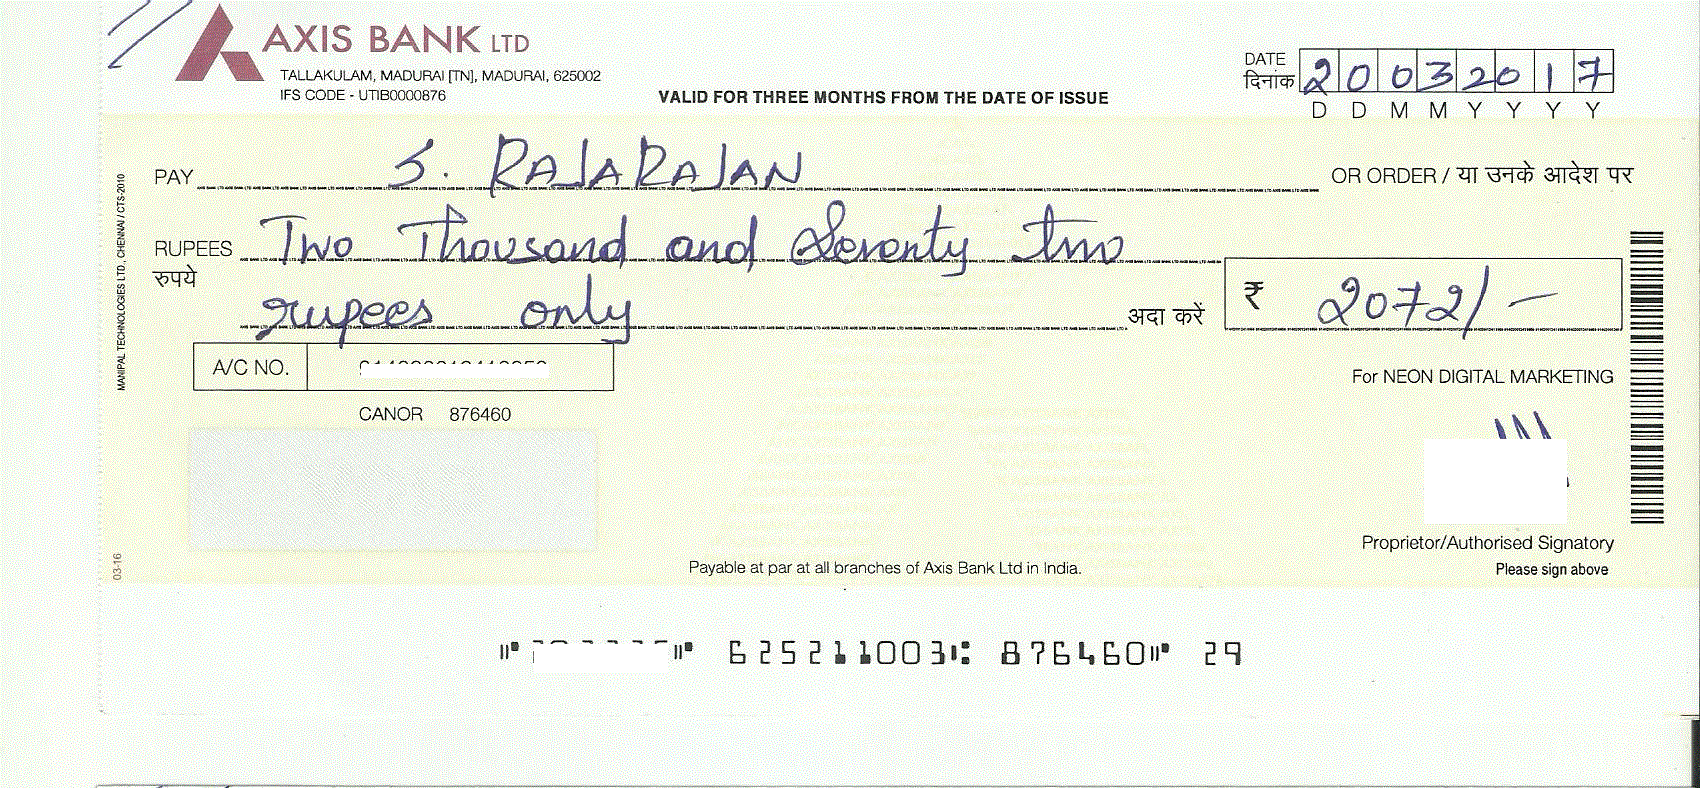 AXIS BANK LTD
TALLAKULAM, MADURAI [TN], MADURAI, 625002
IFS CODE - UTIB0000876
VALID FOR THREE MONTHS FROM THE DATE OF ISSUE
DATE
दिनांक
20032017
D D M M Y Y Y Y
PAY S. RAJARAJAN OR ORDER / या उनके आदेश पर
RUPEES Two Thousand and Seventy two
रुपये
rupees only अदा करें ₹ 2072/-
A/C NO.
For NEON DIGITAL MARKETING
CANOR 876460
MANIPAL TECHNOLOGIES LTD., CHENNAI / CTS-2010
03-16
Proprietor/Authorised Signatory
Payable at par at all branches of Axis Bank Ltd in India.
Please sign above
625211003 876460 29